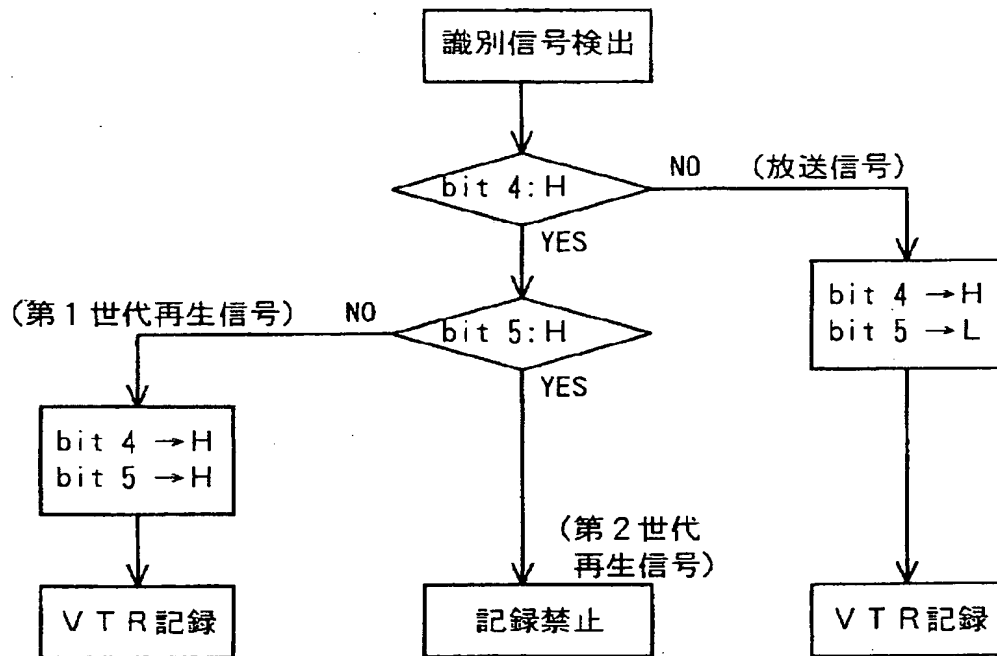 識別信号検出
bit 4:H
NO (放送信号)
YES
bit 4→H
bit 5→L
(第1世代再生信号) NO
bit 5:H
YES
bit 4→H
bit 5→H
(第2世代
再生信号)
VTR記録
記録禁止
VTR記録